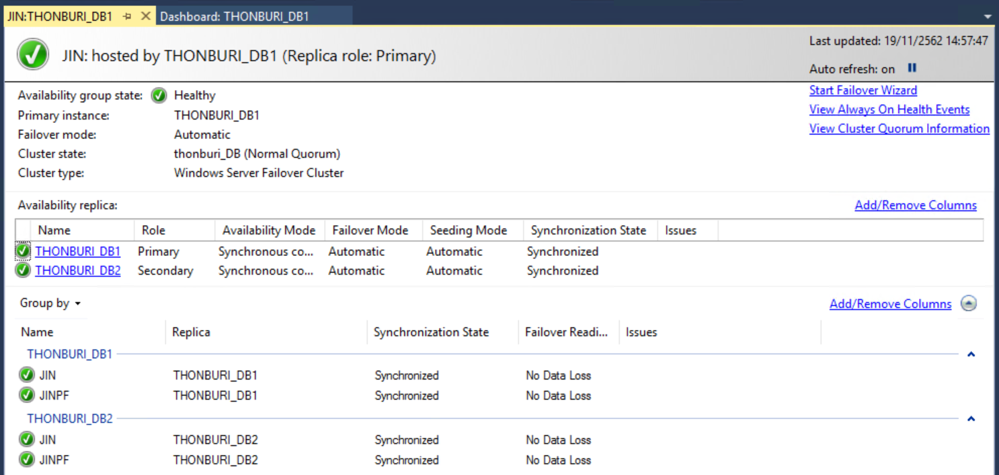 JIN:THONBURI_DB1 Dashboard: THONBURI_DB1
JIN: hosted by THONBURI_DB1 (Replica role: Primary)
Last updated: 19/11/2562 14:57:47
Auto refresh: on
Availability group state: Healthy
Primary instance: THONBURI_DB1
Failover mode: Automatic
Cluster state: thonburi_DB (Normal Quorum)
Cluster type: Windows Server Failover Cluster
Start Failover Wizard
View Always On Health Events
View Cluster Quorum Information
Availability replica: Add/Remove Columns
Name Role Availability Mode Failover Mode Seeding Mode Synchronization State Issues
THONBURI_DB1 Primary Synchronous co... Automatic Automatic Synchronized
THONBURI_DB2 Secondary Synchronous co... Automatic Automatic Synchronized
Group by Add/Remove Columns
Name Replica Synchronization State Failover Readi... Issues
THONBURI_DB1
JIN THONBURI_DB1 Synchronized No Data Loss
JINPF THONBURI_DB1 Synchronized No Data Loss
THONBURI_DB2
JIN THONBURI_DB2 Synchronized No Data Loss
JINPF THONBURI_DB2 Synchronized No Data Loss